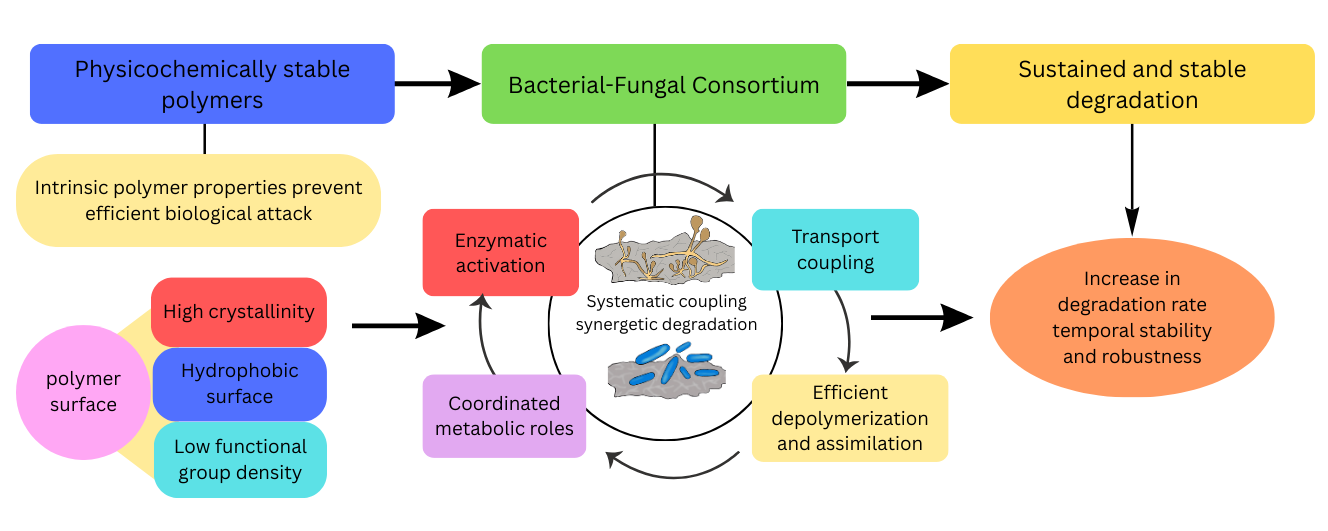 Physicochemically stable
polymers
Bacterial-Fungal Consortium
Sustained and stable
degradation
Intrinsic polymer properties prevent
efficient biological attack
polymer
surface
High crystallinity
Hydrophobic
surface
Low functional
group density
Enzymatic
activation
Transport
coupling
Systematic coupling
synergetic degradation
Coordinated
metabolic roles
Efficient
depolymerization
and assimilation
Increase in
degradation rate
temporal stability
and robustness